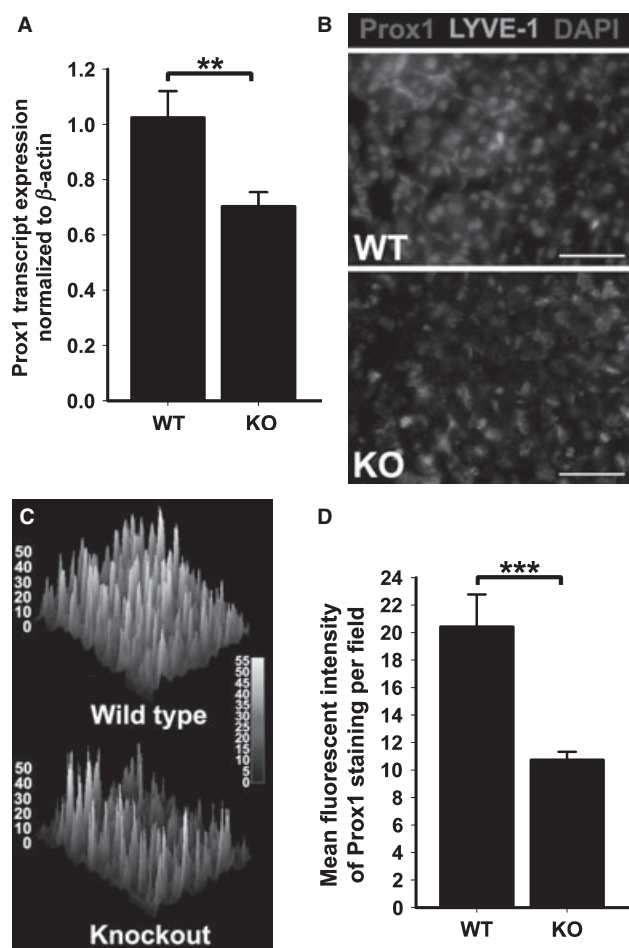 A
Prox1 transcript expression
normalized to β-actin
1.2
1.0
0.8
0.6
0.4
0.2
0.0
**
WT
KO
B
Prox1 LYVE-1 DAPI
WT
KO
C
50
40
30
20
10
0
Wild type
55
50
45
40
35
30
25
20
15
10
5
0
50
40
30
20
10
0
Knockout
D
Mean fluorescent intensity
of Prox1 staining per field
24
22
20
18
16
14
12
10
8
6
4
2
0
***
WT
KO